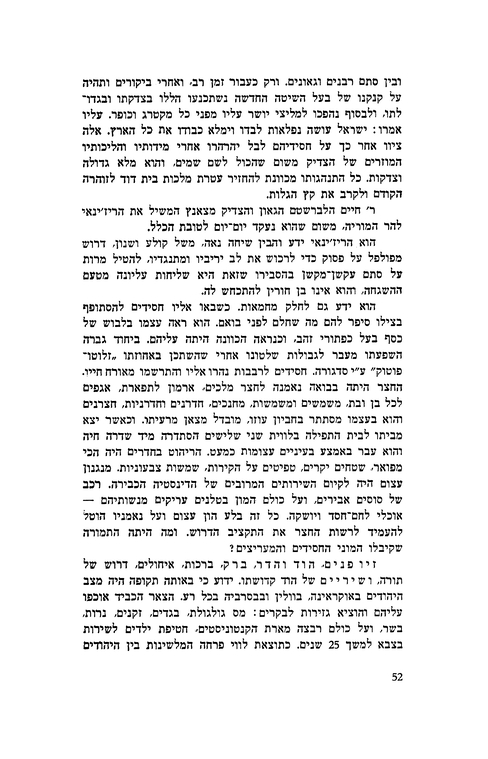 ובין סתם רבנים וגאונים. ורק כעבור זמן רב, ואחרי ביקורים ותהיה
על קנקנו של בעל השיטה החדשה נשתכנעו הללו בצדקתו ובגדו־
לתו, ולבסוף נהפכו למליצי יושר עליו מפני כל מקטרג וכופר. עליו
אמרו: ישראל עושה נפלאות לבדו וימלא כבודו את כל הארץ. אלה
ציוו אחר כך על חסידיהם לבל יהרהרו אחרי מידותיו והליכותיו
המוזרים של הצדיק משום שהכול לשם שמים, והוא מלא גדולה
וצדקות. כל התנהגותו מכוונת להחזיר עטרת מלכות בית דוד לזוהרה
הקודם ולקרב את קץ הגלות.
ר׳ חיים הלברשטם הגאון והצדיק מצאנץ המשיל את הריז׳ינאי
להר המוריה, משום שהוא נעקד יום־יום לטובת הכלל.
הוא הריז׳ינאי ידע והבין שיחה נאה, משל קולע ושנון, דרוש
מפולפל על פסוק כדי לרכוש את לב יריביו ומתנגדיו, להטיל מרות
על סתם עקשן־מקשן בהסבירו שזאת היא שליחות עליונה מטעם
ההשגחה, והוא אינו בן חורין להתכחש לה.
הוא ידע גם לחלק מחמאות. כשבאו אליו חסידים להסתופף
בצילו סיפר להם מה שחלם לפני בואם. הוא ראה עצמו בלבוש של
כסף בעל כפתורי זהב, וכנראה הכוונה היתה עליהם. ביחוד גברה
השפעתו מעבר לגבולות שלטונו אחרי שהשתכן באחוזתו „זלוטו־
פוטוק״ ע״י סדגורה. חסידים לרבבות נהרו אליו והתרשמו מאורח חייו.
החצר היתה בבואה נאמנה לחצר מלכים, ארמון לתפארת, אגפים
לכל בן ובת, משמשים ומשמשות, מחנכים, חדרנים וחדרניות, חצרנים
והוא בעצמו מסתתר בחביון עוזו, מובדל מצאן מרעיתו. וכאשר יצא
מביתו לבית התפילה בלווית שני שלישים הסתדרה מיד שדרה חיה
והוא עבר באמצע בעיניים עצומות כמעט. הריהוט בחדרים היה הכי
מפואר, שטחים יקרים, טפיטים על הקירות, שמשות צבעוניות. מנגנון
עצום היה לקיום השירותים המרובים של הדינסטיה הכבירה. רכב
של סוסים אבירים, ועל כולם המון בטלנים עריקים מנשותיהם —
אוכלי לחם־חסד ויושקה. כל זה בלע הון עצום ועל נאמניו הוטל
להעמיד לרשות החצר את התקציב הדרוש. ומה היתה התמורה
שקיבלו המוני החסידים והמעריצים?
זיו פנים, הוד והדר, ברק, ברכות, איחולים, דרוש של
תורה, ושיריים של הוד קדושתו. ידוע כי באותה תקופה היה מצב
היהודים באוקראינה, בוולין ובבסרביה בכל רע. הצאר הכביד אוכפו
עליהם והוציא גזירות לבקרים: מס גולגולת, בגדים, זקנים, נרות,
בשר, ועל כולם רבצה מארת הקנטוניסטים, חטיפת ילדים לשירות
בצבא למשך 25 שנים. כתוצאת לווי פרחה המלשינות בין היהודים
52